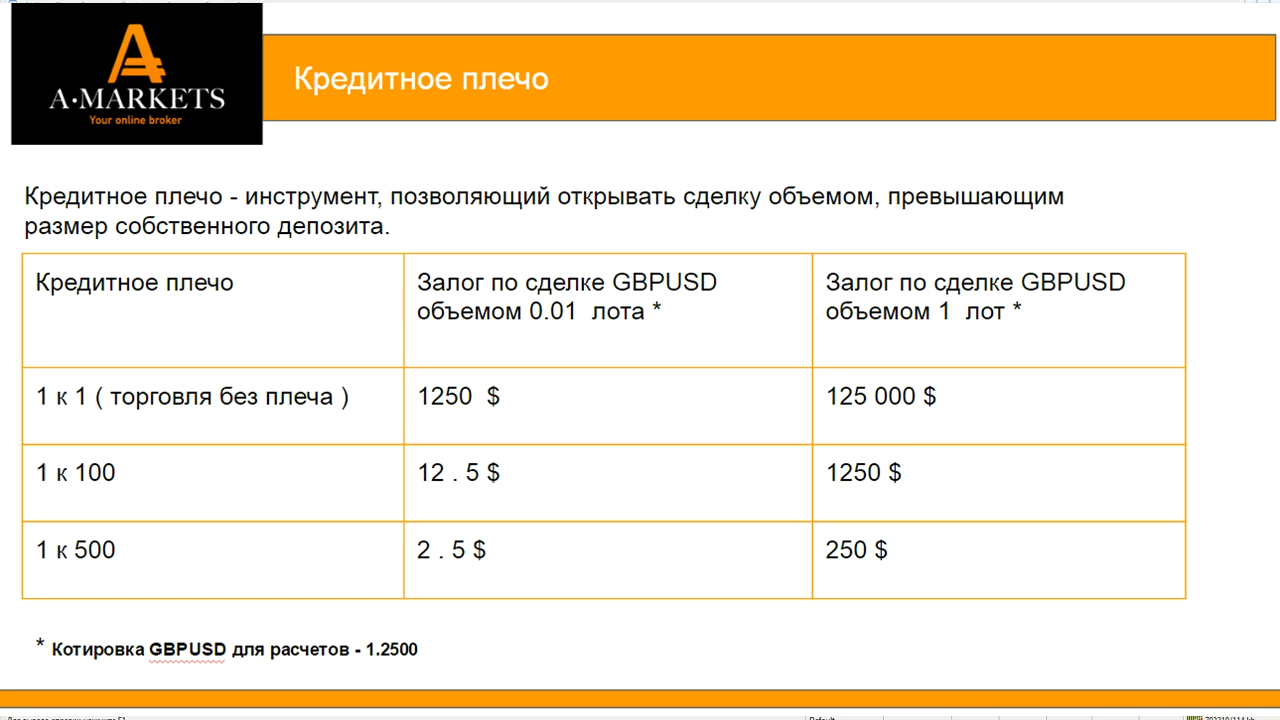 A·MARKETS
Your online broker
Кредитное плечо
Кредитное плечо - инструмент, позволяющий открывать сделку объемом, превышающим
размер собственного депозита.
Кредитное плечо
Залог по сделке GBPUSD
объемом 0.01 лота *
Залог по сделке GBPUSD
объемом 1 лот *
1 к 1 ( торговля без плеча )
1250 $
125 000 $
1 к 100
12 . 5 $
1250 $
1 к 500
2 . 5 $
250 $
* Котировка GBPUSD для расчетов - 1.2500
Default